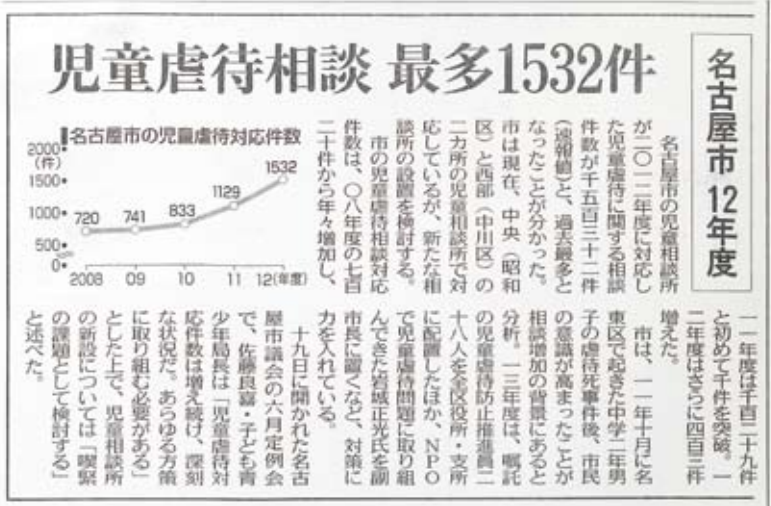 児童虐待相談 最多1532件
名古屋市 12年度
名古屋市の児童虐待対応件数
2000
(件)
1500
1000
500
0
720
741
833
1129
1532
2008
09
10
11
12(年度)
名古屋市の児童相談所
が二〇一二年度に対応し
た児童虐待に関する相談
件数が千五百三十二件
(速報値)と、過去最多と
なったことが分かった。
市は現在、中央(昭和
区)と西部(中川区)の
二カ所の児童相談所で対
応しているが、新たな相
談所の設置を検討する。
市の児童虐待相談対応
件数は、〇八年度の七百
二十件から年々増加し、
一一年度は千百二十九件
と初めて千件を突破。一
二年度はさらに四百三件
増えた。
市は、一一年十月に名
東区で起きた中学二年男
子の虐待死事件後、市民
の意識が高まったことが
相談増加の背景にあると
分析。一三年度は、嘱託
の児童虐待防止推進員二
十八人を全区役所・支所
に配置したほか、NPO
で児童虐待問題に取り組
んできた岩城正光氏を副
市長に置くなど、対策に
力を入れている。
十九日に開かれた名古
屋市議会の六月定例会
で、佐藤良喜・子ども青
少年局長は「児童虐待対
応件数は増え続け、深刻
な状況だ。あらゆる方策
に取り組む必要がある」
とした上で、児童相談所
の新設については「喫緊
の課題として検討する」
と述べた。